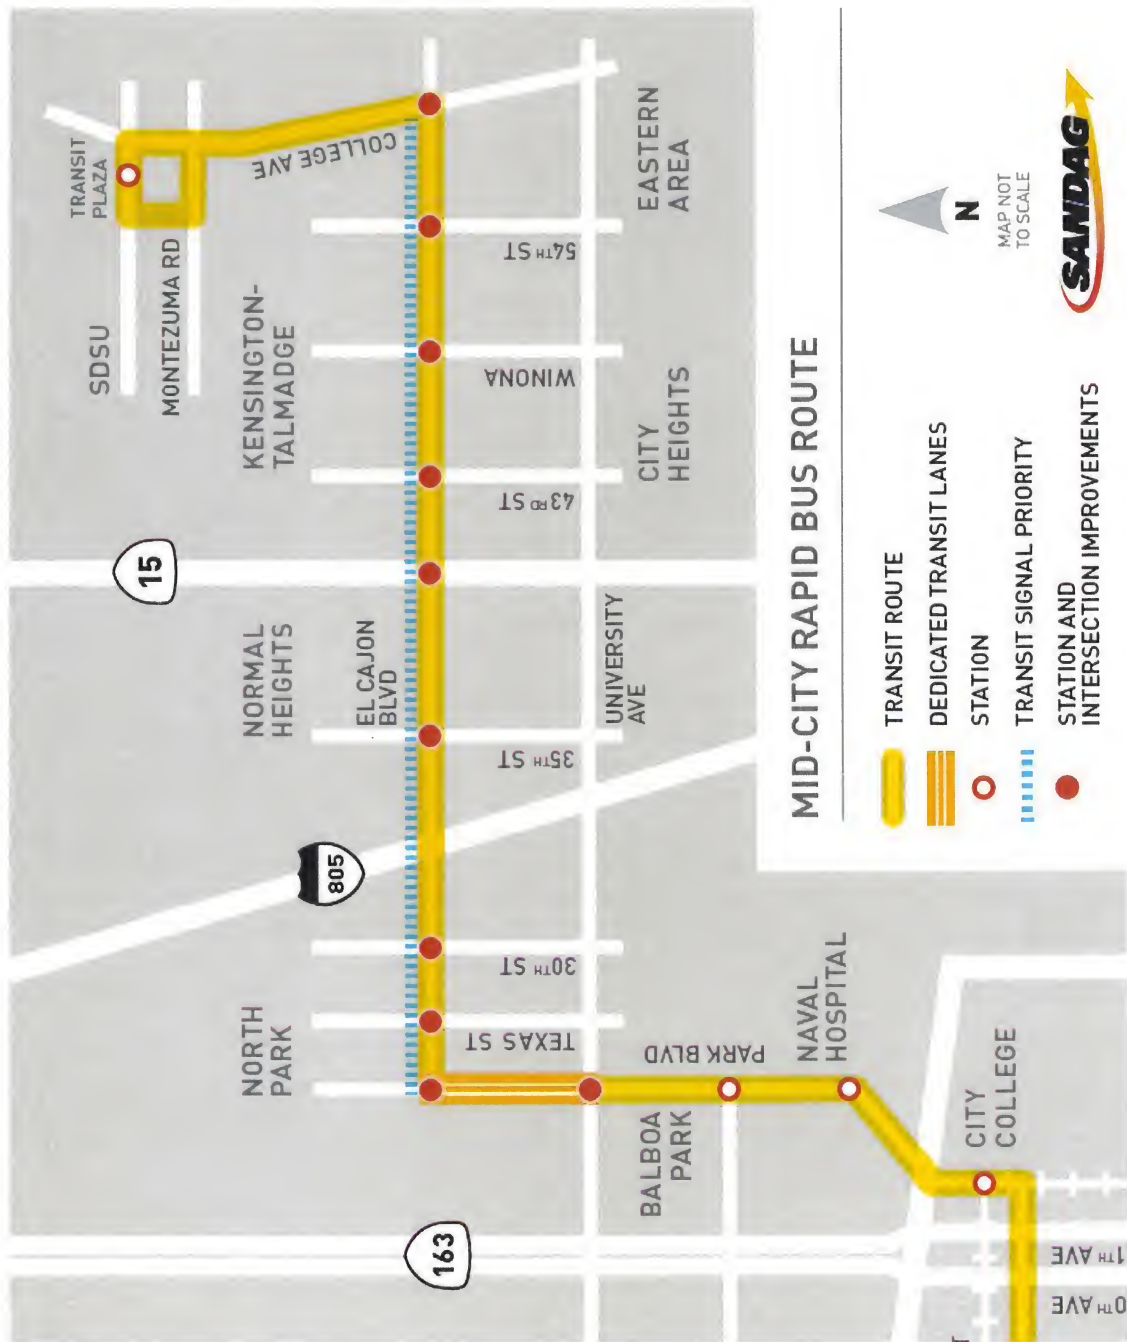 TRANSIT
PLAZA
SDSU
MONTEZUMA RD
COLLEGE AVE
KENSINGTON-
TALMADGE
54TH ST
EASTERN
AREA
WINONA
43RD ST
CITY
HEIGHTS
15
NORMAL
HEIGHTS
EL CAJON
BLVD
35TH ST
UNIVERSITY
AVE
805
30TH ST
NORTH
PARK
TEXAS ST
PARK BLVD
NAVAL
HOSPITAL
BALBOA
PARK
CITY
COLLEGE
163
1TH AVE
0TH AVE
MID-CITY RAPID BUS ROUTE
TRANSIT ROUTE
DEDICATED TRANSIT LANES
STATION
TRANSIT SIGNAL PRIORITY
STATION AND
INTERSECTION IMPROVEMENTS
N
MAP NOT
TO SCALE
SANDAG